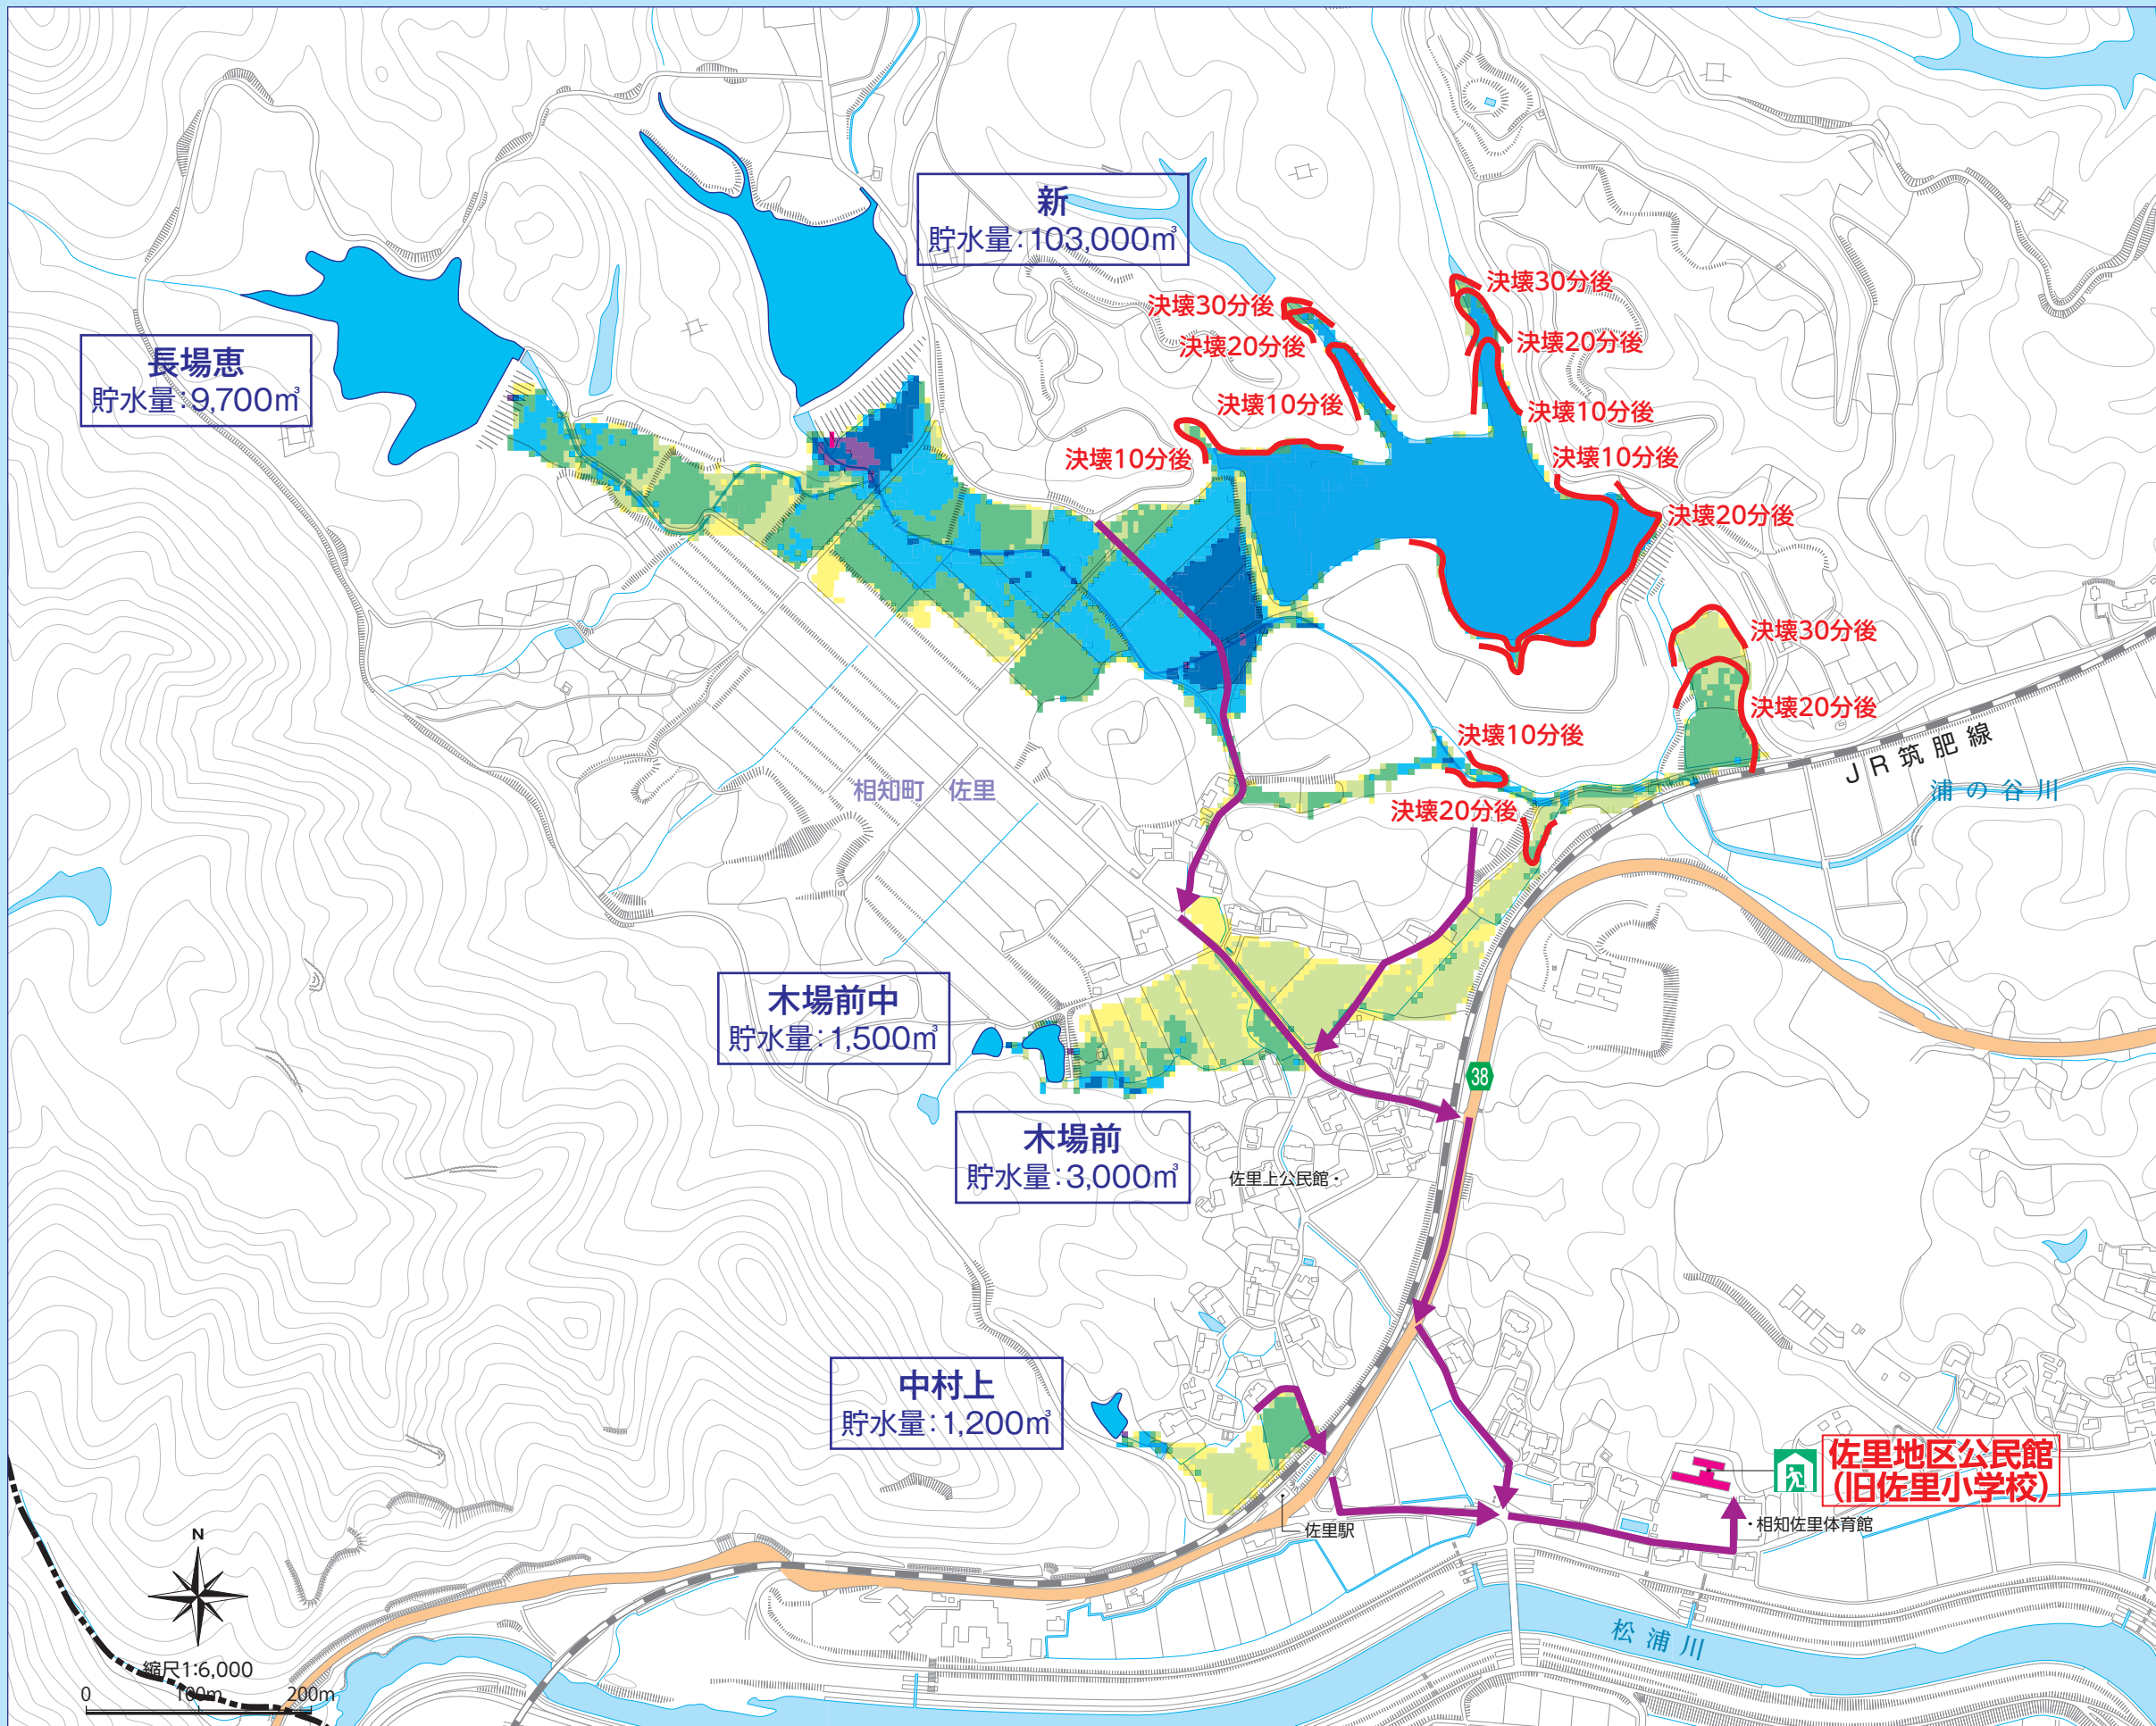 新
貯水量:103,000㎥
決壊30分後
決壊30分後
決壊20分後
決壊20分後
長場恵
貯水量:9,700㎥
決壊10分後
決壊10分後
決壊10分後
決壊10分後
決壊20分後
決壊30分後
決壊20分後
決壊10分後
JR筑肥線
浦の谷川
相知町 佐里
決壊20分後
木場前中
貯水量:1,500㎥
38
木場前
貯水量:3,000㎥
佐里上公民館・
中村上
貯水量:1,200㎥
佐里地区公民館
(旧佐里小学校)
・相知佐里体育館
佐里駅
N
松浦川
縮尺1:6,000
0 100m 200m